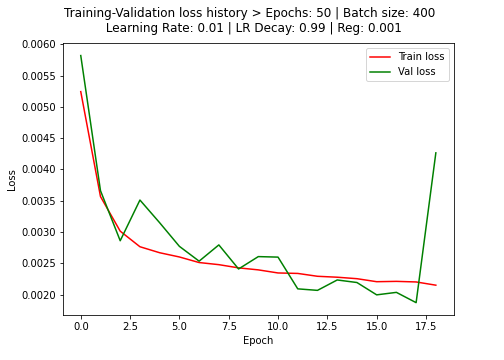 Training-Validation loss history > Epochs: 50 | Batch size: 400
Learning Rate: 0.01 | LR Decay: 0.99 | Reg: 0.001
Train loss
Val loss
0.0060
0.0055
0.0050
0.0045
0.0040
0.0035
0.0030
0.0025
0.0020
Loss
0.0 2.5 5.0 7.5 10.0 12.5 15.0 17.5
Epoch